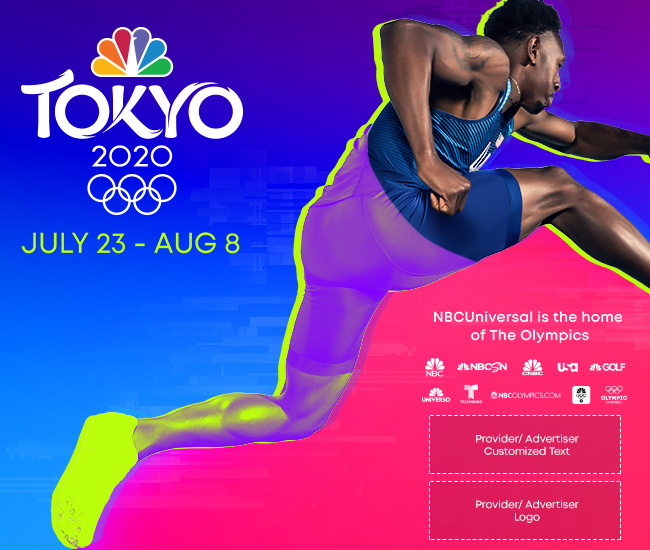 TOKYO
2020
JULY 23 - AUG 8
NBCUniversal is the home
of The Olympics
NBC NBCSN CNBC USA GOLF
UNIVERSO TELEMUNDO NBCOLYMPICS.COM OLYMPIC CHANNEL
Provider/ Advertiser
Customized Text
Provider/ Advertiser
Logo